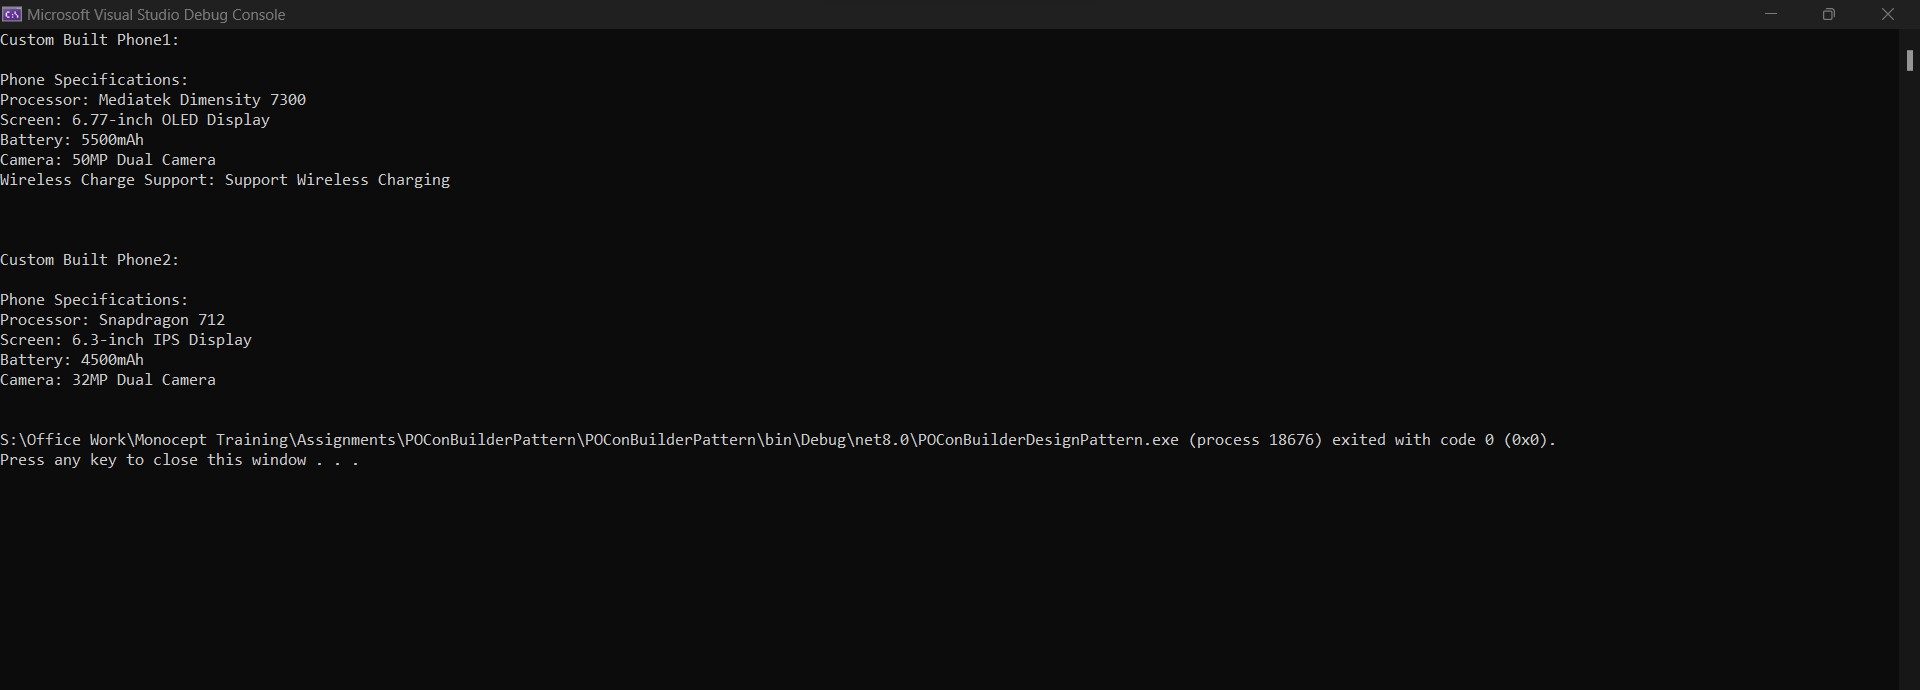 Microsoft Visual Studio Debug Console
Custom Built Phone1:
Phone Specifications:
Processor: Mediatek Dimensity 7300
Screen: 6.77-inch OLED Display
Battery: 5500mAh
Camera: 50MP Dual Camera
Wireless Charge Support: Support Wireless Charging
Custom Built Phone2:
Phone Specifications:
Processor: Snapdragon 712
Screen: 6.3-inch IPS Display
Battery: 4500mAh
Camera: 32MP Dual Camera
S:\Office Work\Monocept Training\Assignments\POConBuilderPattern\POConBuilderPattern\bin\Debug\net8.0\POConBuilderDesignPattern.exe (process 18676) exited with code 0 (0x0).
Press any key to close this window . . .